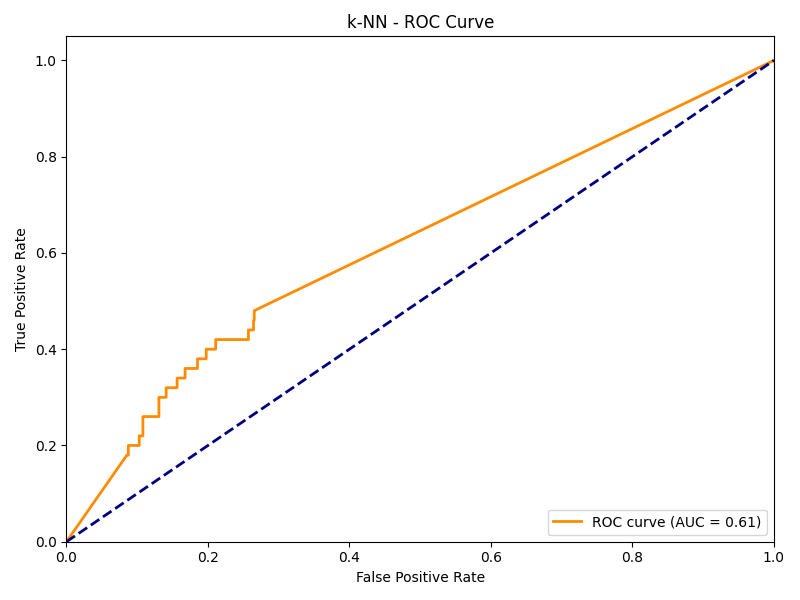 k-NN - ROC Curve
1.0
0.8
0.6
0.4
0.2
0.0
True Positive Rate
ROC curve (AUC = 0.61)
0.0 0.2 0.4 0.6 0.8 1.0
False Positive Rate